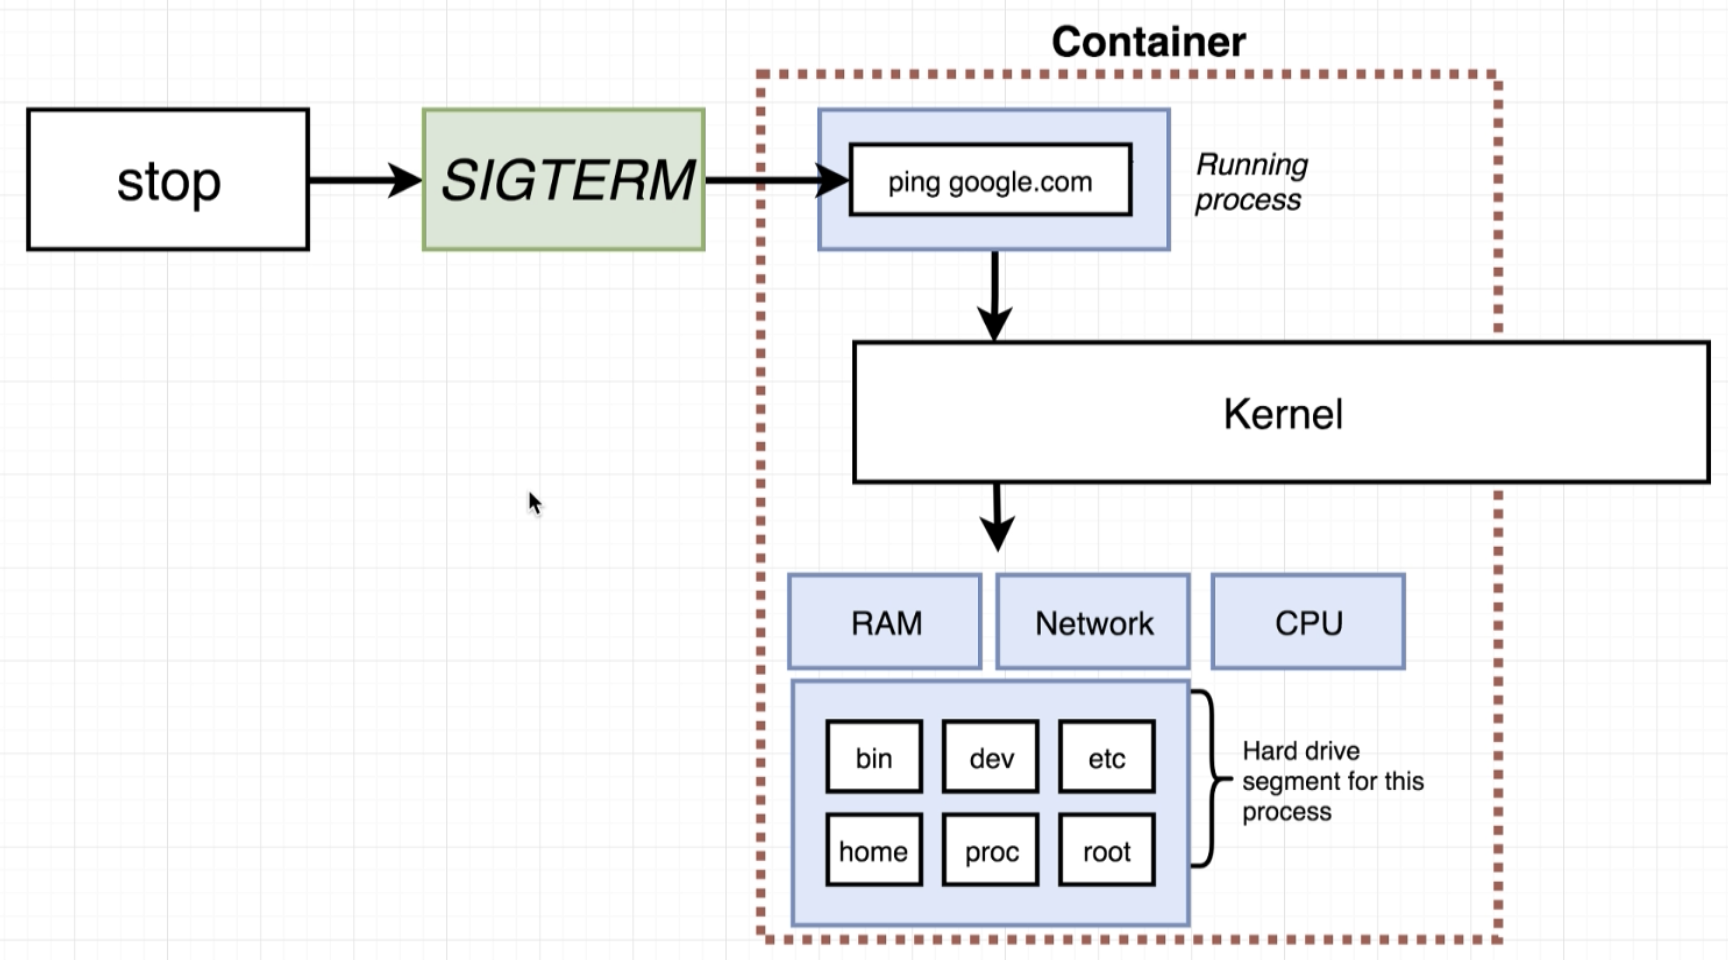 Container
stop
SIGTERM
ping google.com
Running
process
Kernel
RAM
Network
CPU
bin
dev
etc
home
proc
root
Hard drive
segment for this
process